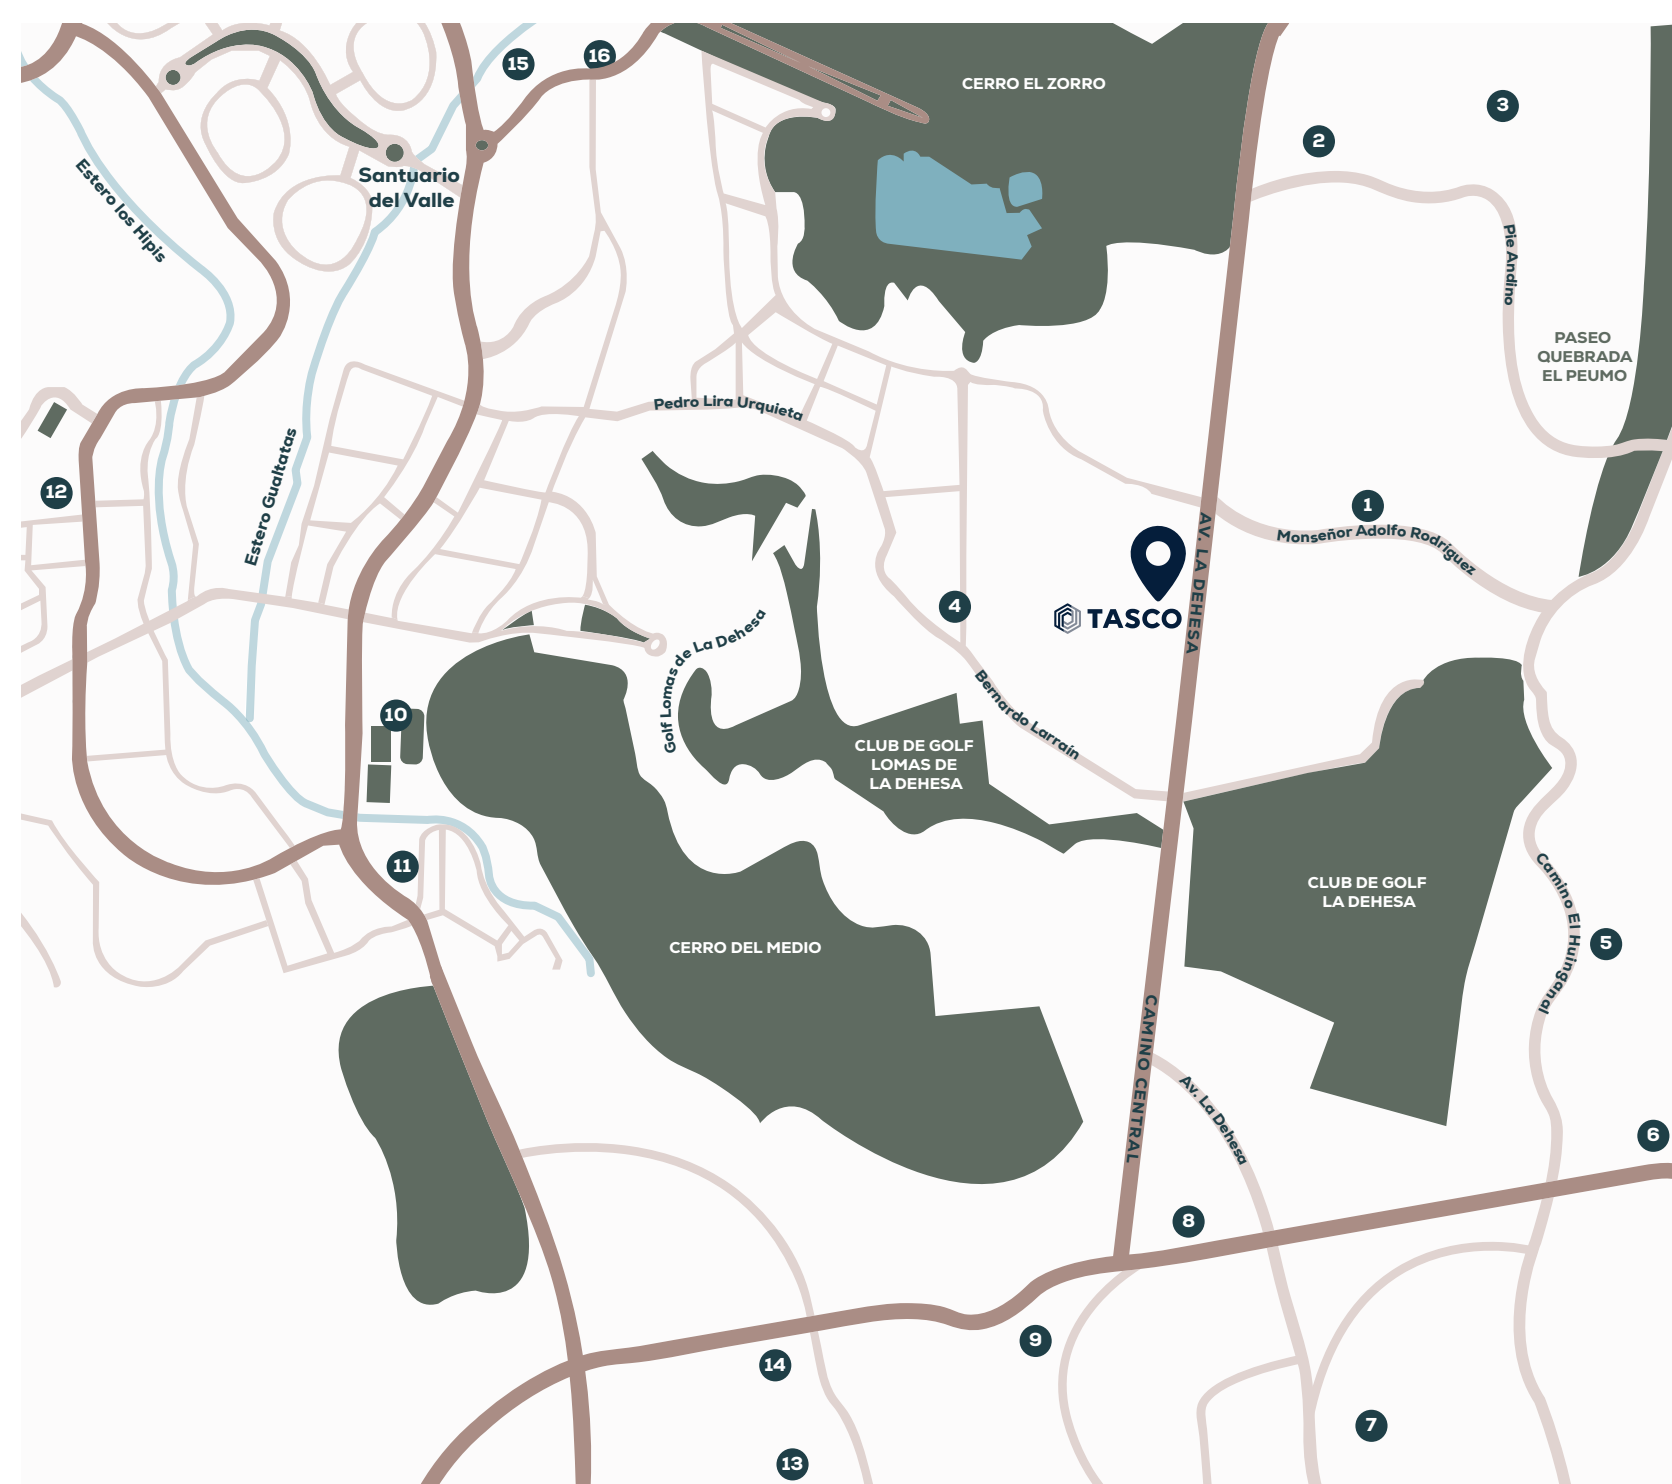 16
15
CERRO EL ZORRO
3
2
Santuario
del Valle
Estero los Hipis
Pie Andino
PASEO
QUEBRADA
EL PEUMO
Pedro Lira Urquieta
12
Estero Gualtatas
1
Monseñor Adolfo Rodríguez
AV. LA DEHESA
4
TASCO
Golf Lomas de La Dehesa
Bernardo Larraín
10
CLUB DE GOLF
LOMAS DE
LA DEHESA
11
CLUB DE GOLF
LA DEHESA
Camino El Huinganal
5
CERRO DEL MEDIO
CAMINO CENTRAL
Av. La Dehesa
6
8
9
14
7
13